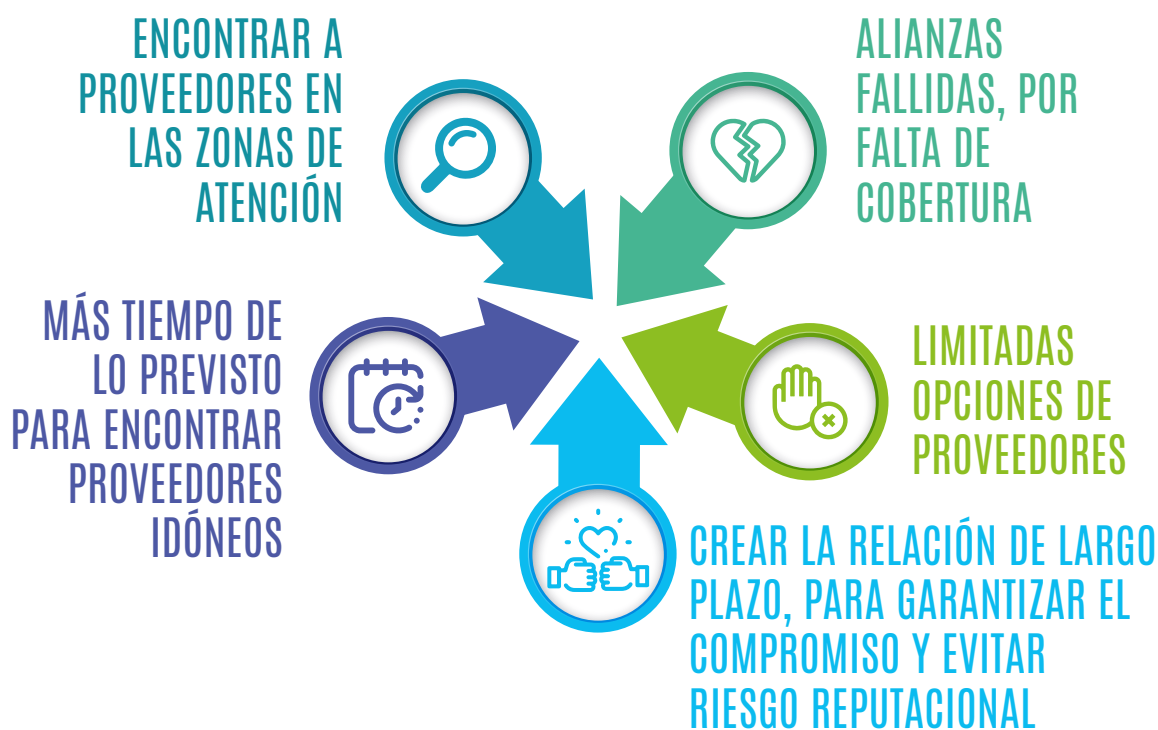 ENCONTRAR A
PROVEEDORES EN
LAS ZONAS DE
ATENCIÓN
ALIANZAS
FALLIDAS, POR
FALTA DE
COBERTURA
MÁS TIEMPO DE
LO PREVISTO
PARA ENCONTRAR
PROVEEDORES
IDÓNEOS
LIMITADAS
OPCIONES DE
PROVEEDORES
CREAR LA RELACIÓN DE LARGO
PLAZO, PARA GARANTIZAR EL
COMPROMISO Y EVITAR
RIESGO REPUTACIONAL